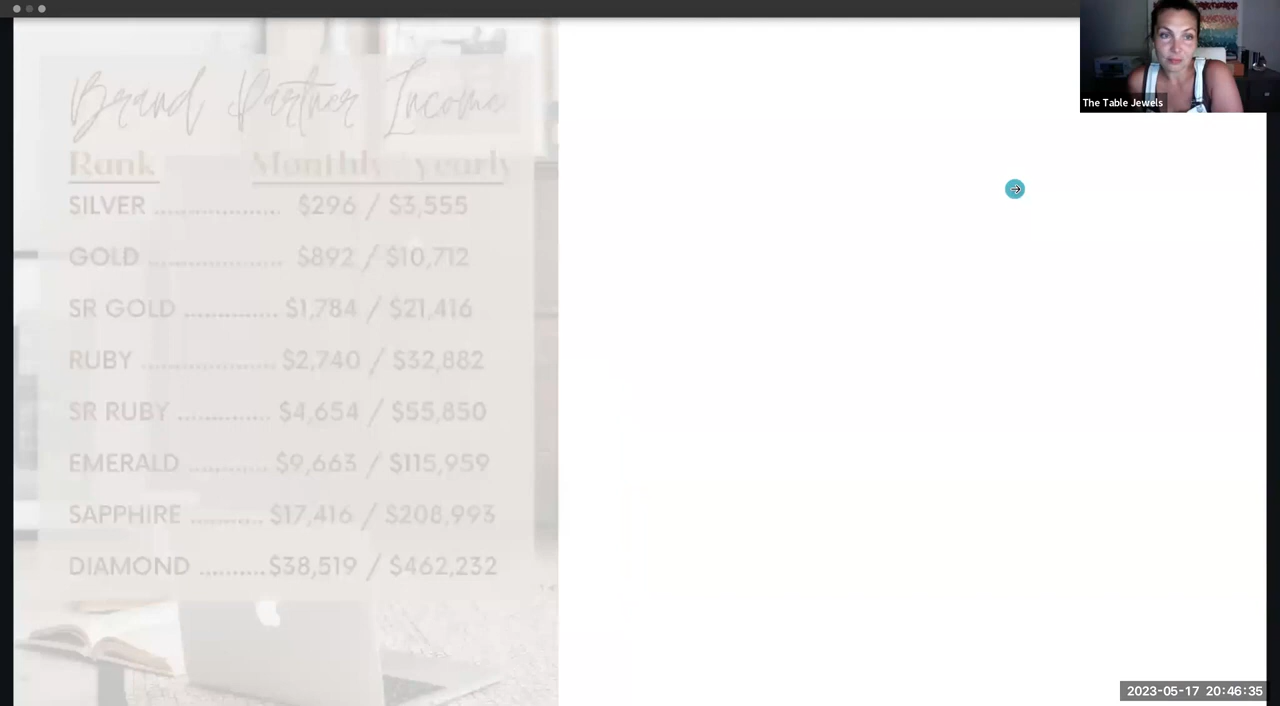 Brand Partner Income
Rank Monthly / yearly
SILVER .................. $296 / $3,555
GOLD ................... $892 / $10,712
SR GOLD ............. $1,784 / $21,416
RUBY ................... $2,740 / $32,882
SR RUBY ............. $4,654 / $55,850
EMERALD ........... $9,663 / $115,959
SAPPHIRE .......... $17,416 / $208,993
DIAMOND ..........$38,519 / $462,232
The Table Jewels
2023-05-17 20:46:35